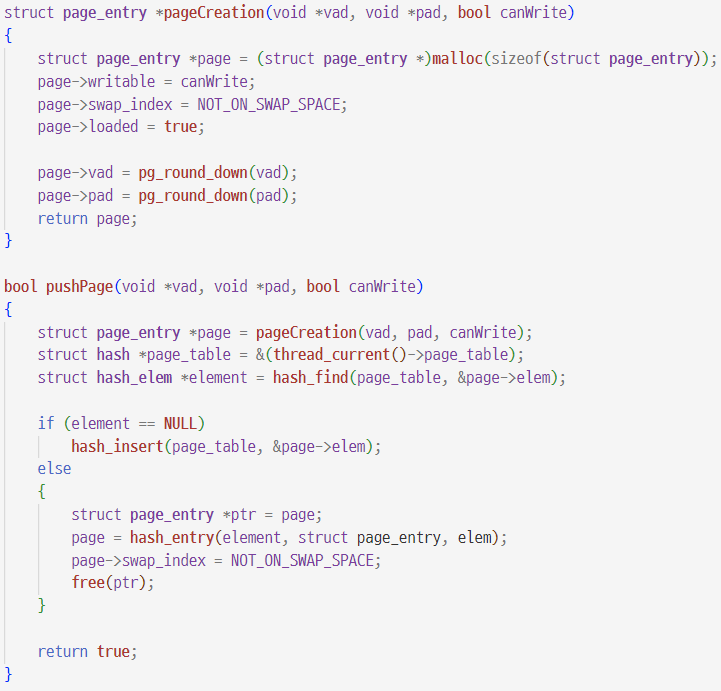 struct page_entry *pageCreation(void *vad, void *pad, bool canWrite)
{
    struct page_entry *page = (struct page_entry *)malloc(sizeof(struct page_entry));
    page->writable = canWrite;
    page->swap_index = NOT_ON_SWAP_SPACE;
    page->loaded = true;

    page->vad = pg_round_down(vad);
    page->pad = pg_round_down(pad);
    return page;
}

bool pushPage(void *vad, void *pad, bool canWrite)
{
    struct page_entry *page = pageCreation(vad, pad, canWrite);
    struct hash *page_table = &(thread_current()->page_table);
    struct hash_elem *element = hash_find(page_table, &page->elem);

    if (element == NULL)
        hash_insert(page_table, &page->elem);
    else
    {
        struct page_entry *ptr = page;
        page = hash_entry(element, struct page_entry, elem);
        page->swap_index = NOT_ON_SWAP_SPACE;
        free(ptr);
    }

    return true;
}